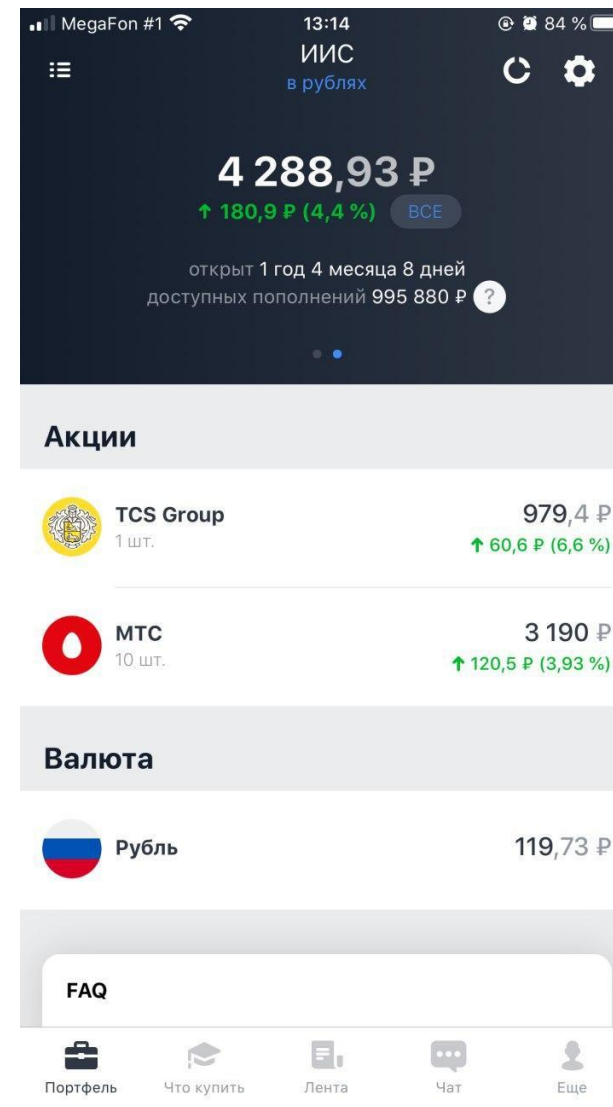 MegaFon #1 13:14 84 %
ИИС
в рублях
4 288,93 ₽
↑ 180,9 ₽ (4,4 %) ВСЕ
открыт 1 год 4 месяца 8 дней
доступных пополнений 995 880 ₽ ?
Акции
TCS Group 979,4 ₽
1 шт. ↑ 60,6 ₽ (6,6 %)
МТС 3 190 ₽
10 шт. ↑ 120,5 ₽ (3,93 %)
Валюта
Рубль 119,73 ₽
FAQ
Портфель Что купить Лента Чат Еще